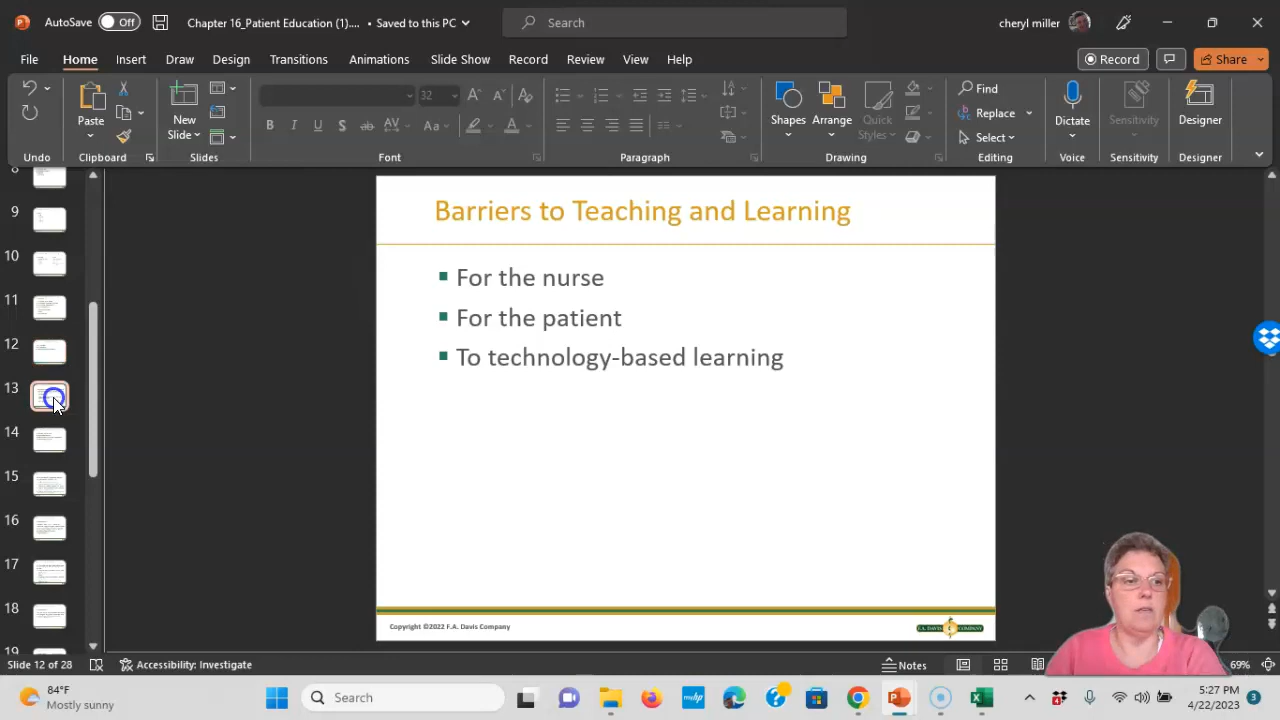 AutoSave Off Chapter 16_Patient Education (1).... • Saved to this PC Search cheryl miller
File Home Insert Draw Design Transitions Animations Slide Show Record Review View Help Record Share
32
Paste New Slide Shapes Arrange Quick Styles Find Replace Select Dictate Sensitivity Designer
Undo Clipboard Slides Font Paragraph Drawing Editing Voice Sensitivity Designer
9
10
11
12
13
14
15
16
17
18
Barriers to Teaching and Learning
For the nurse
For the patient
To technology-based learning
Copyright ©2022 F.A. Davis Company
F.A. DAVIS COMPANY
Slide 12 of 28 Accessibility: Investigate Notes 69%
84°F
Mostly sunny
Search
5:27 PM
4/22/2023
3